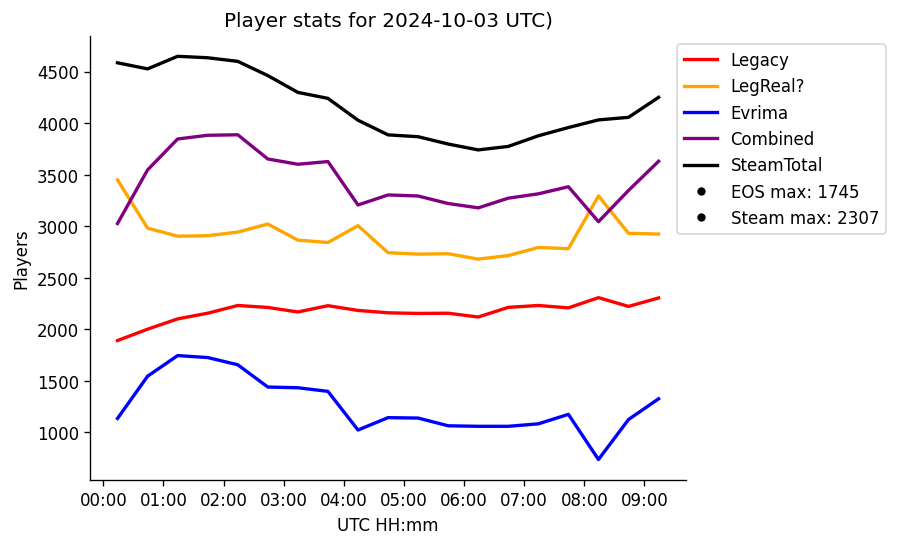 Player stats for 2024-10-03 UTC)
Players
4500
4000
3500
3000
2500
2000
1500
1000
00:00 01:00 02:00 03:00 04:00 05:00 06:00 07:00 08:00 09:00
UTC HH:mm
Legacy
LegReal?
Evrima
Combined
SteamTotal
EOS max: 1745
Steam max: 2307